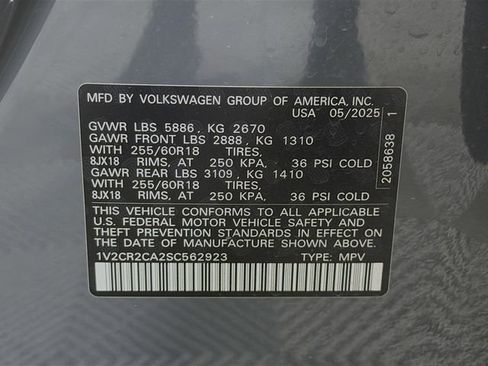 MFD BY VOLKSWAGEN GROUP OF AMERICA, INC.
USA 05/2025
GVWR LBS 5886, KG 2670
GAWR FRONT LBS 2888, KG 1310
WITH 255/60R18 TIRES,
8JX18 RIMS, AT 250 KPA, 36 PSI COLD
GAWR REAR LBS 3109, KG 1410
WITH 255/60R18 TIRES,
8JX18 RIMS, AT 250 KPA, 36 PSI COLD
THIS VEHICLE CONFORMS TO ALL APPLICABLE
U.S. FEDERAL MOTOR VEHICLE SAFETY AND
THEFT PREVENTION STANDARDS IN EFFECT ON
THE DATE OF MANUFACTURE SHOWN ABOVE.
1V2CR2CA2SC562923 TYPE: MPV
2058638 1